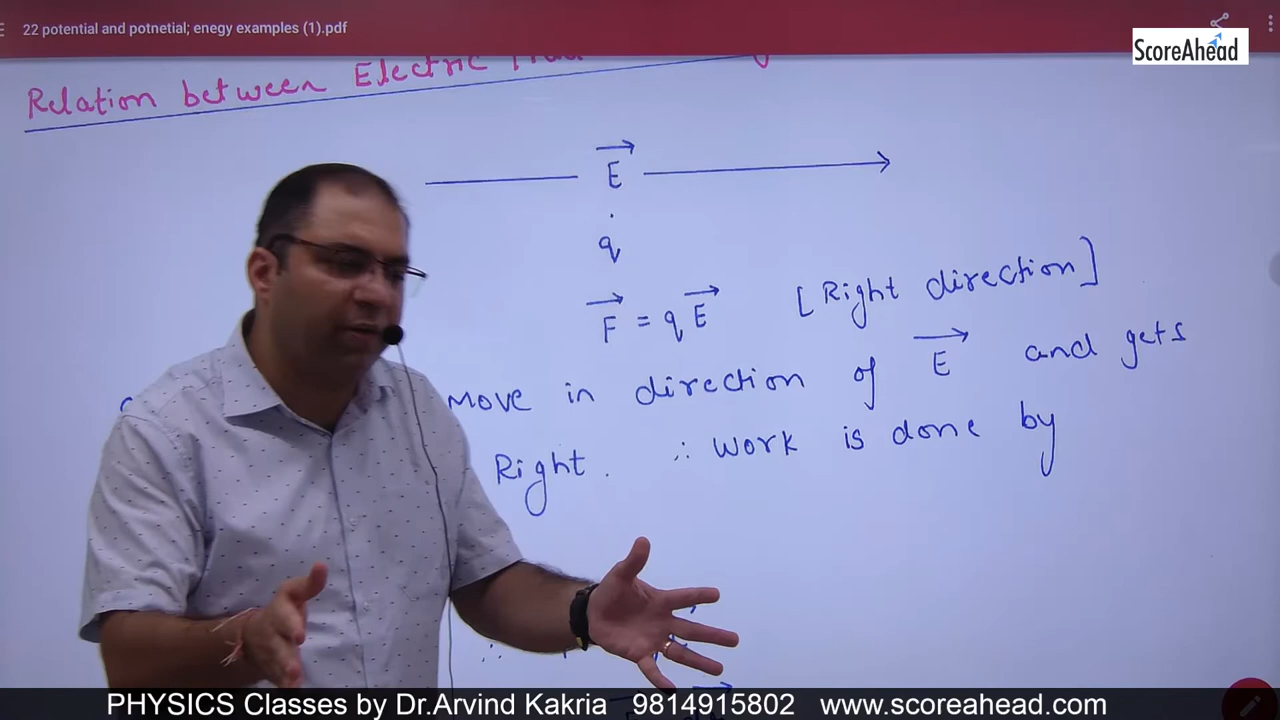 22 potential and potnetial; enegy examples (1).pdf
ScoreAhead
Relation between Electric
E
q
F = q E [Right direction]
move in direction of E and gets
Right. ∴ work is done by
PHYSICS Classes by Dr.Arvind Kakria 9814915802 www.scoreahead.com